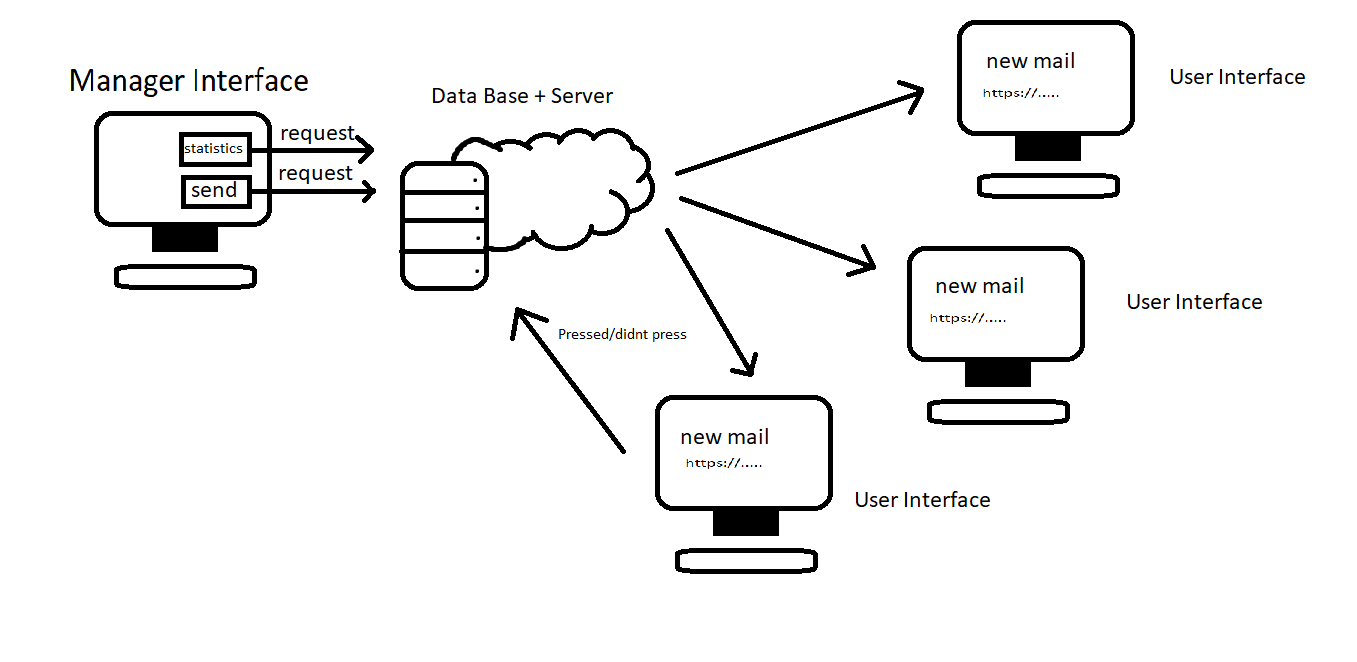 Manager Interface
statistics
request
send
request
Data Base + Server
new mail
https://.....
User Interface
new mail
https://.....
User Interface
Pressed/didnt press
new mail
https://.....
User Interface